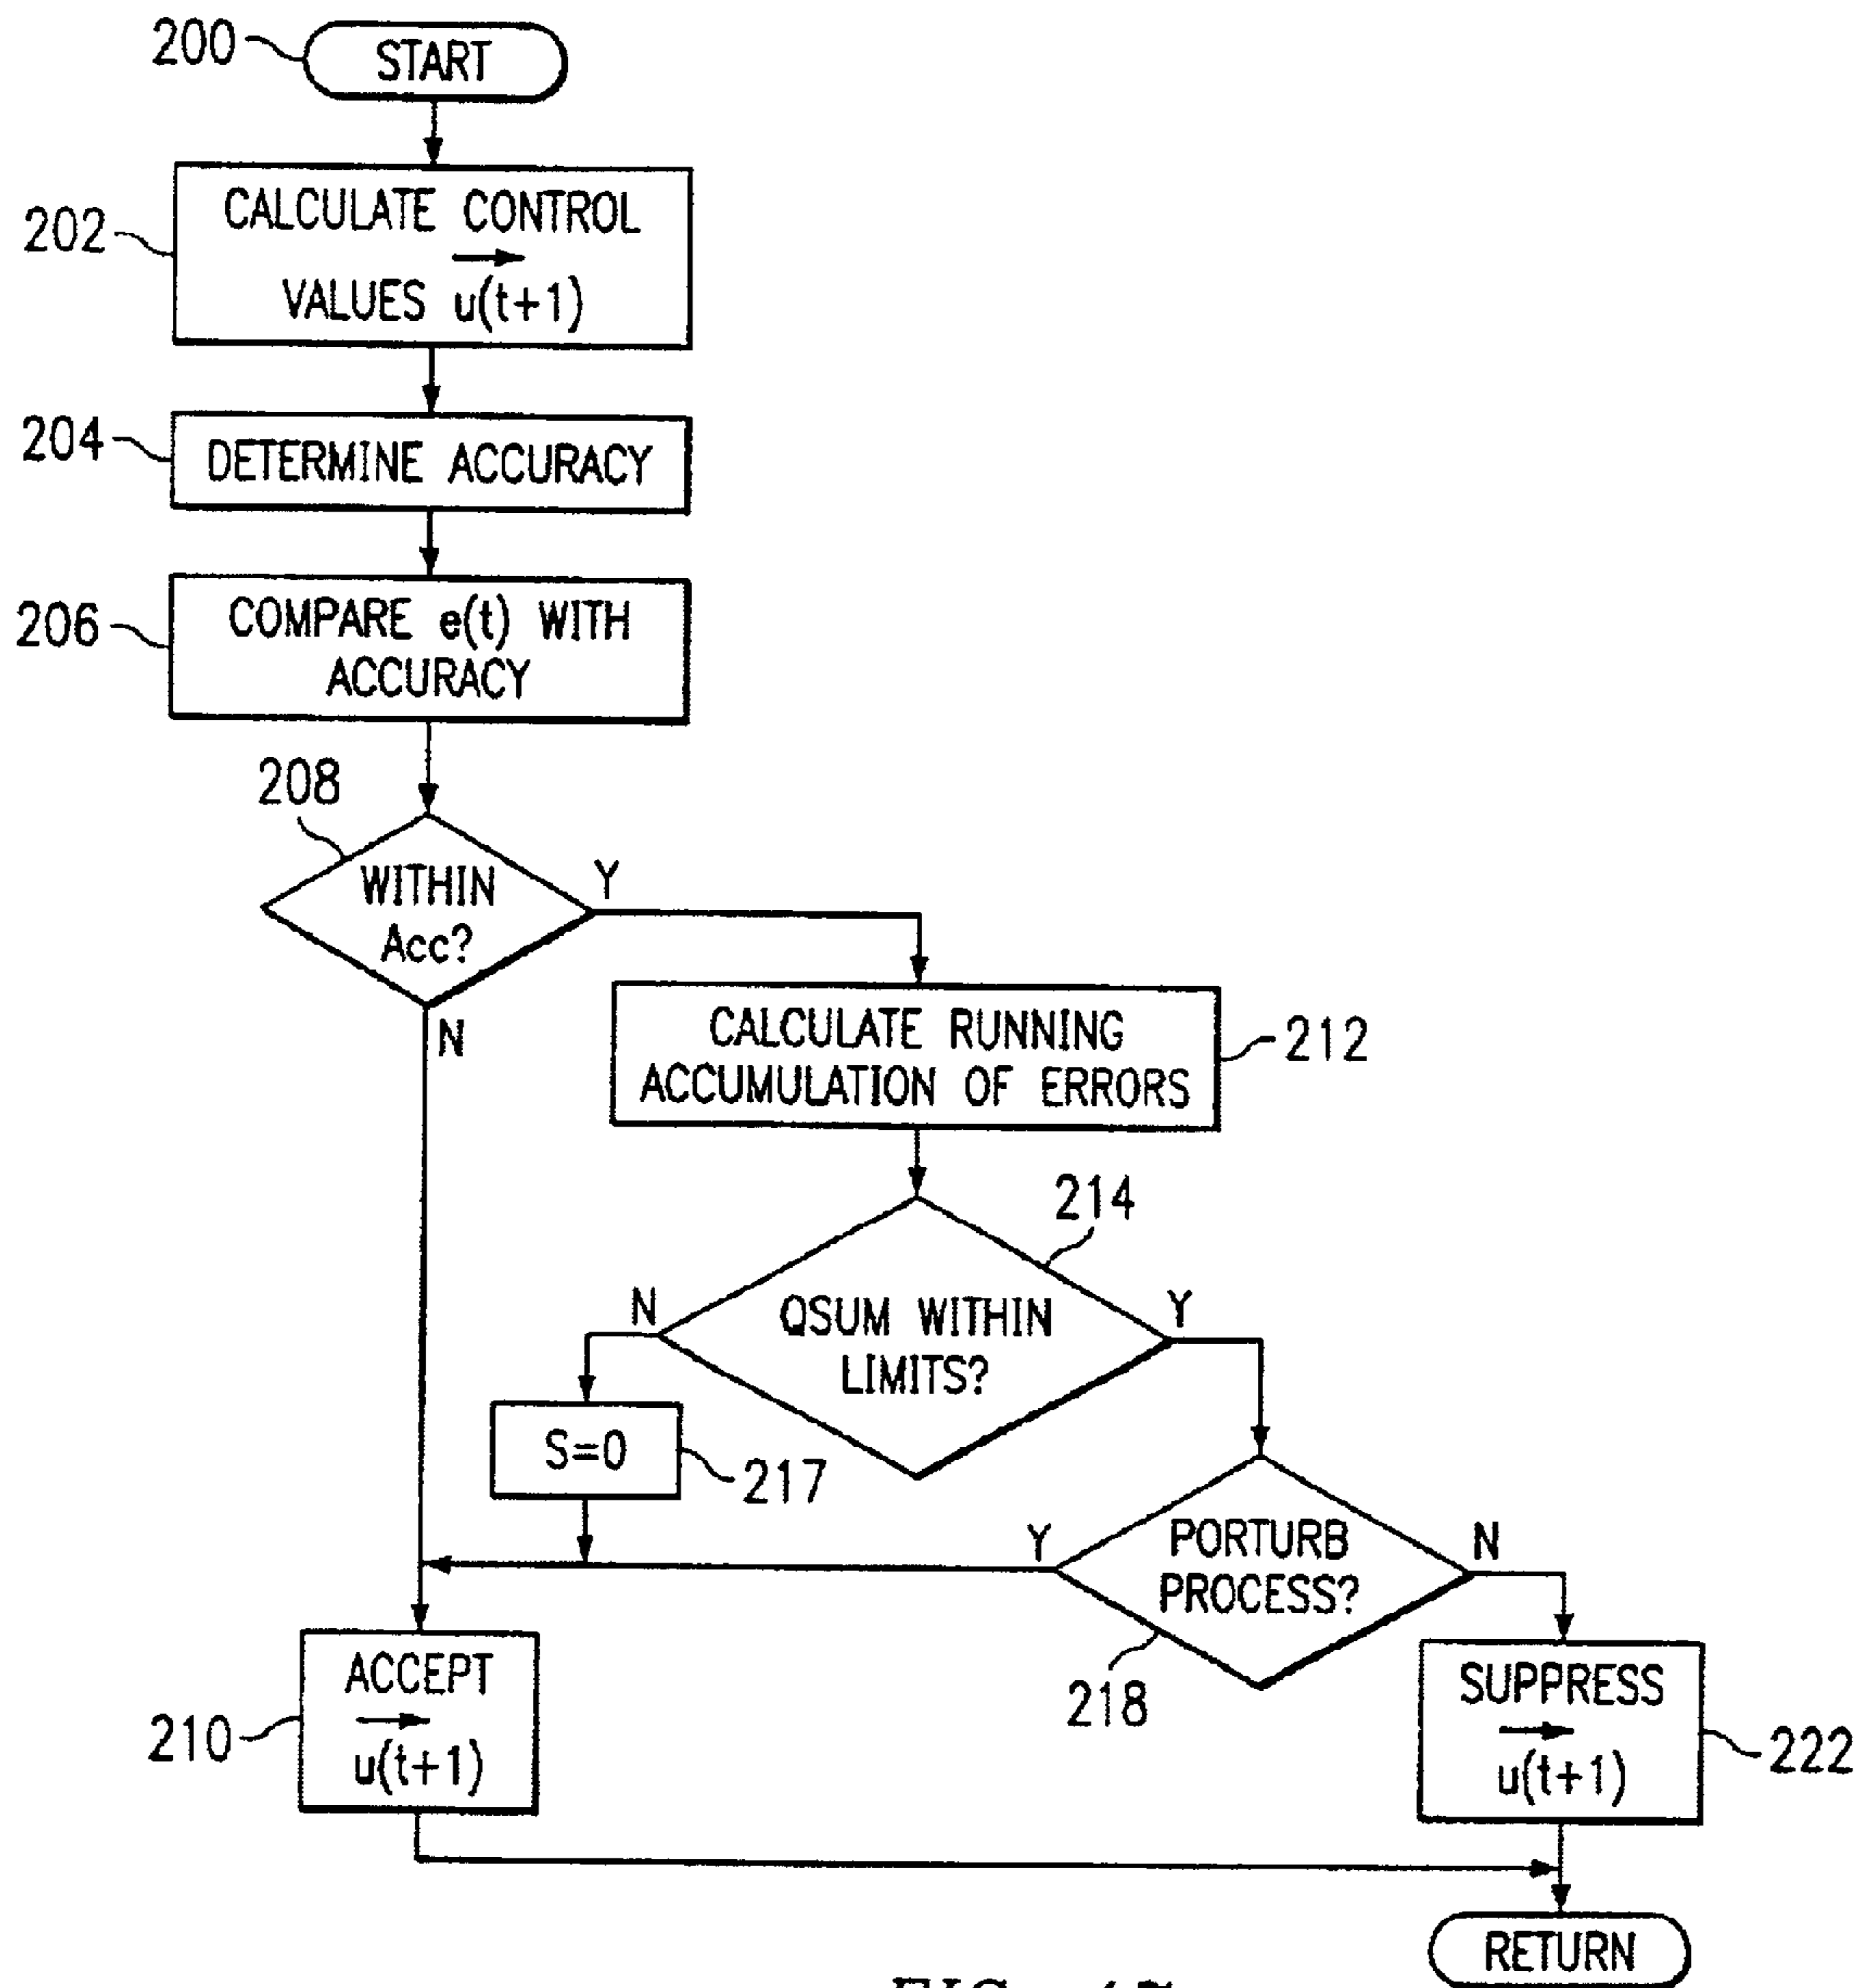 200
START
202
CALCULATE CONTROL
VALUES u(t+1)
204
DETERMINE ACCURACY
206
COMPARE e(t) WITH
ACCURACY
208
WITHIN
Acc?
Y
N
CALCULATE RUNNING
ACCUMULATION OF ERRORS
212
214
QSUM WITHIN
LIMITS?
N
Y
S=0
217
PORTURB
PROCESS?
Y
N
218
ACCEPT
u(t+1)
210
SUPPRESS
u(t+1)
222
RETURN